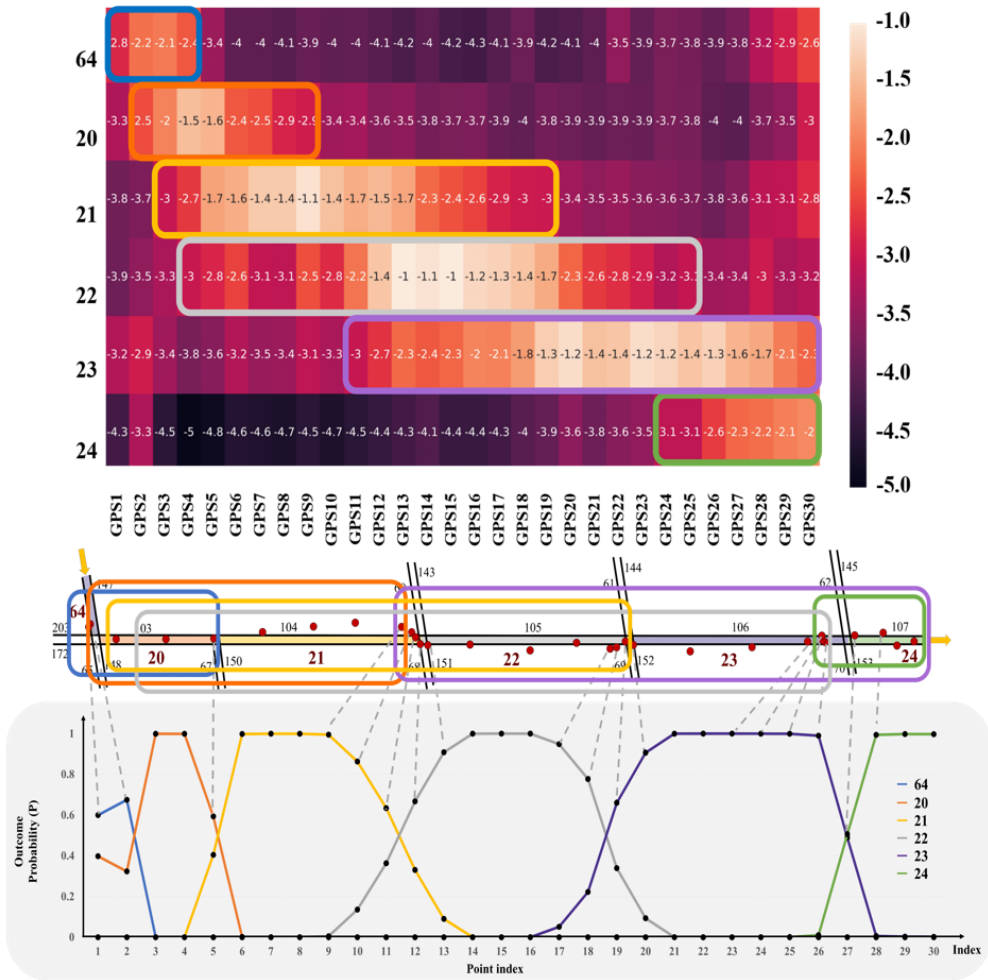 2.8 -2.2 -2.1 -2.4 -3.4 -4 -4 -4.1 -3.9 -4 -4 -4.1 -4.2 -4 -4.2 -4.3 -4.1 -3.9 -4.2 -4.1 -4 -3.5 -3.9 -3.7 -3.8 -3.9 -3.8 -3.2 -2.9 -2.6
64
-3.3 2.5 -2 -1.5 -1.6 -2.4 -2.5 -2.9 -2.9 -3.4 -3.4 -3.6 -3.5 -3.8 -3.7 -3.7 -3.9 -4 -3.8 -3.9 -3.9 -3.9 -3.9 -3.7 -3.8 -4 -4 -3.7 -3.5 -3
20
-3.8 -3.7 -3 -2.7 -1.7 -1.6 -1.4 -1.4 -1.1 -1.4 -1.7 -1.5 -1.7 -2.3 -2.4 -2.6 -2.9 -3 -3 -3.4 -3.5 -3.5 -3.6 -3.6 -3.7 -3.8 -3.6 -3.1 -3.1 -2.8
21
-3.9 -3.5 -3.3 -3 -2.8 -2.6 -3.1 -3.1 -2.5 -2.8 -2.2 -1.4 -1 -1.1 -1 -1.2 -1.3 -1.4 -1.7 -2.3 -2.6 -2.8 -2.9 -3.2 -3.1 -3.4 -3.4 -3 -3.3 -3.2
22
-3.2 -2.9 -3.4 -3.8 -3.6 -3.2 -3.5 -3.4 -3.1 -3.3 -3 -2.7 -2.3 -2.4 -2.3 -2 -2.1 -1.8 -1.3 -1.2 -1.4 -1.4 -1.2 -1.2 -1.4 -1.3 -1.6 -1.7 -2.1 -2.3
23
-4.3 -3.3 -4.5 -5 -4.8 -4.6 -4.6 -4.7 -4.5 -4.7 -4.5 -4.4 -4.3 -4.1 -4.4 -4.4 -4.3 -4 -3.9 -3.6 -3.8 -3.6 -3.5 3.1 -3.1 -2.6 -2.3 -2.2 -2.1 -2
24
-1.0
-1.5
-2.0
-2.5
-3.0
-3.5
-4.0
-4.5
-5.0
GPS1 GPS2 GPS3 GPS4 GPS5 GPS6 GPS7 GPS8 GPS9 GPS10 GPS11 GPS12 GPS13 GPS14 GPS15 GPS16 GPS17 GPS18 GPS19 GPS20 GPS21 GPS22 GPS23 GPS24 GPS25 GPS26 GPS27 GPS28 GPS29 GPS30
147 143 144 145
61 62
64
203 03 104 105 106 107
172
148 20 67 150 21 68 151 22 69 152 23 70 153 24
1
0.8
0.6
0.4
0.2
0
Outcome
Probability (P)
64
20
21
22
23
24
1 2 3 4 5 6 7 8 9 10 11 12 13 14 15 16 17 18 19 20 21 22 23 24 25 26 27 28 29 30
Index
Point index